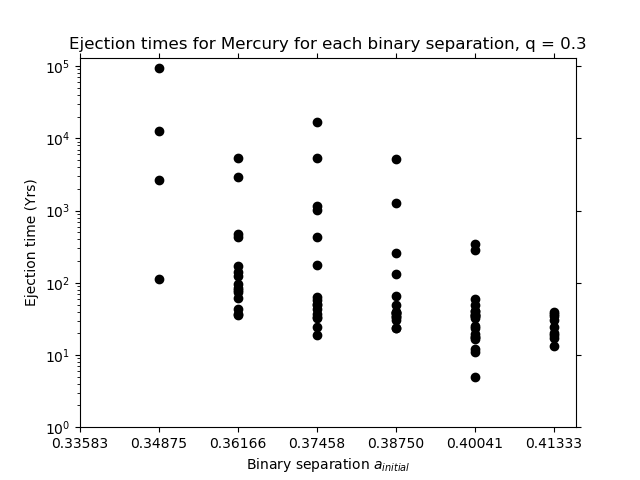 Ejection times for Mercury for each binary separation, q = 0.3
10^5
10^4
10^3
10^2
10^1
10^0
Ejection time (Yrs)
0.33583 0.34875 0.36166 0.37458 0.38750 0.40041 0.41333
Binary separation a_initial